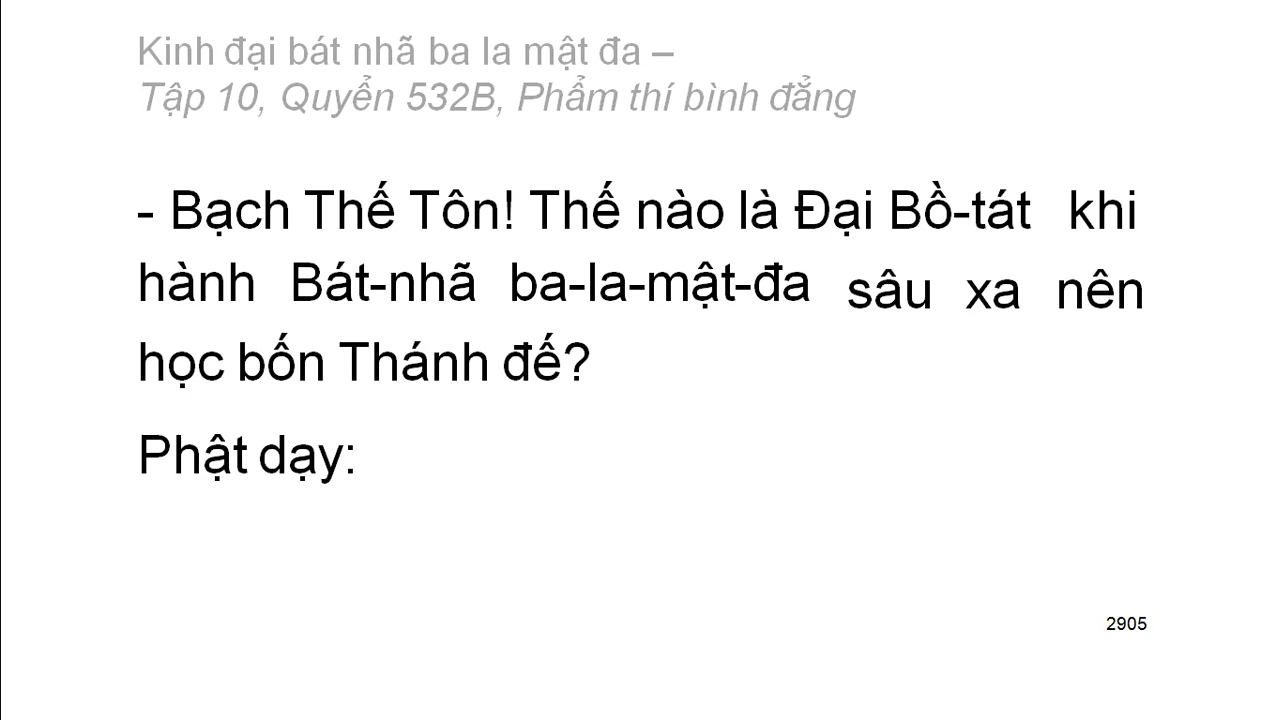 Kinh đại bát nhã ba la mật đa –
Tập 10, Quyển 532B, Phẩm thí bình đẳng
- Bạch Thế Tôn! Thế nào là Đại Bồ-tát khi
hành Bát-nhã ba-la-mật-đa sâu xa nên
học bốn Thánh đế?
Phật dạy:
2905